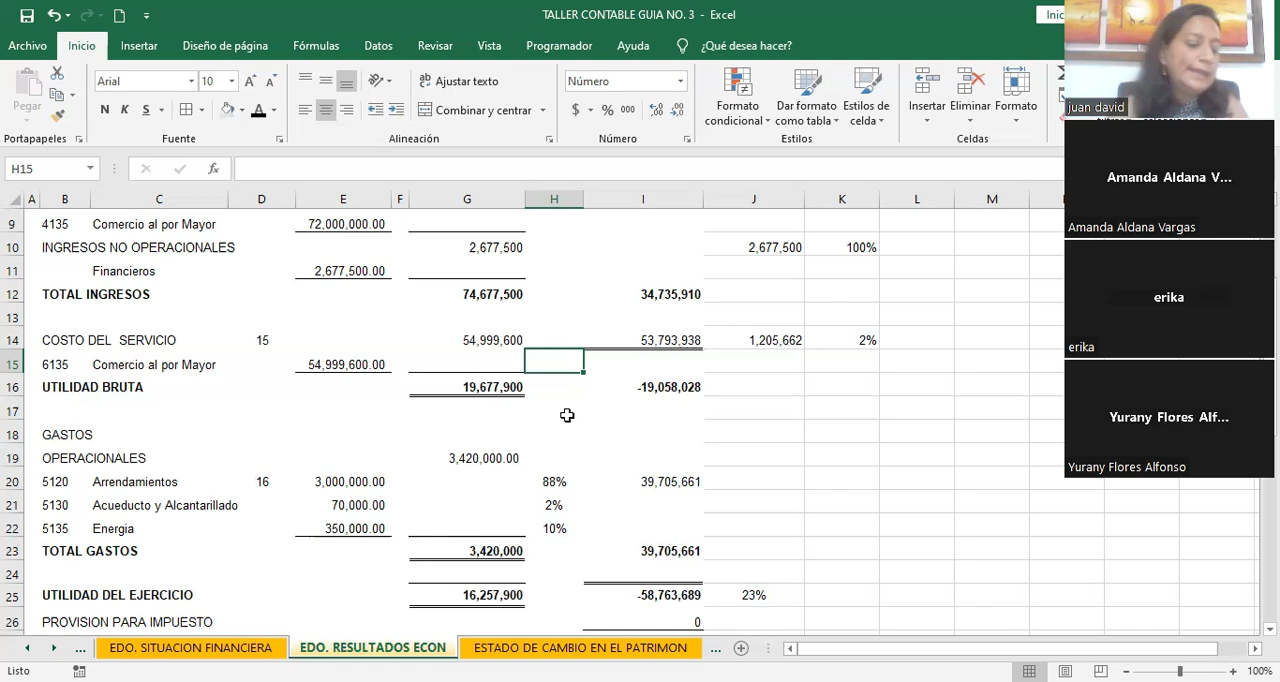 TALLER CONTABLE GUIA NO. 3 - Excel
Inic
Archivo Inicio Insertar Diseño de página Fórmulas Datos Revisar Vista Programador Ayuda ¿Qué desea hacer?
Pegar
Arial 10
N K S
Ajustar texto
Combinar y centrar
Número
$ % 000
Formato condicional
Dar formato como tabla
Estilos de celda
Insertar
Eliminar
Formato
Portapapeles Fuente Alineación Número Estilos Celdas
H15
fx
A B C D E F G H I J K L M
9 4135 Comercio al por Mayor 72,000,000.00
10 INGRESOS NO OPERACIONALES 2,677,500 2,677,500 100%
11 Financieros 2,677,500.00
12 TOTAL INGRESOS 74,677,500 34,735,910
13
14 COSTO DEL SERVICIO 15 54,999,600 53,793,938 1,205,662 2%
15 6135 Comercio al por Mayor 54,999,600.00
16 UTILIDAD BRUTA 19,677,900 -19,058,028
17
18 GASTOS
19 OPERACIONALES 3,420,000.00
20 5120 Arrendamientos 16 3,000,000.00 88% 39,705,661
21 5130 Acueducto y Alcantarillado 70,000.00 2%
22 5135 Energia 350,000.00 10%
23 TOTAL GASTOS 3,420,000 39,705,661
24
25 UTILIDAD DEL EJERCICIO 16,257,900 -58,763,689 23%
26 PROVISION PARA IMPUESTO 0
... EDO. SITUACION FINANCIERA EDO. RESULTADOS ECON ESTADO DE CAMBIO EN EL PATRIMON ...
Listo
100%
juan david
Amanda Aldana V...
Amanda Aldana Vargas
erika
erika
Yurany Flores Alf...
Yurany Flores Alfonso